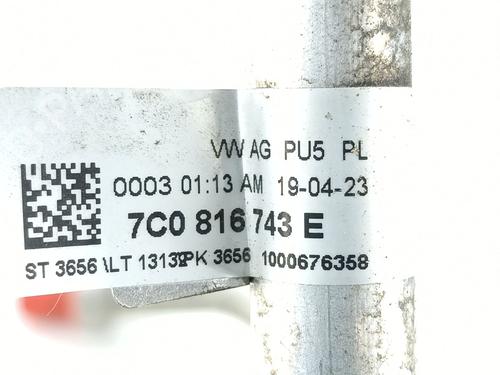 VW AG PU5 PL
0003 01:13 AM 19-04-23
7C0 816 743 E
ST 3656 ALT 13139 PK 3656 1000676358